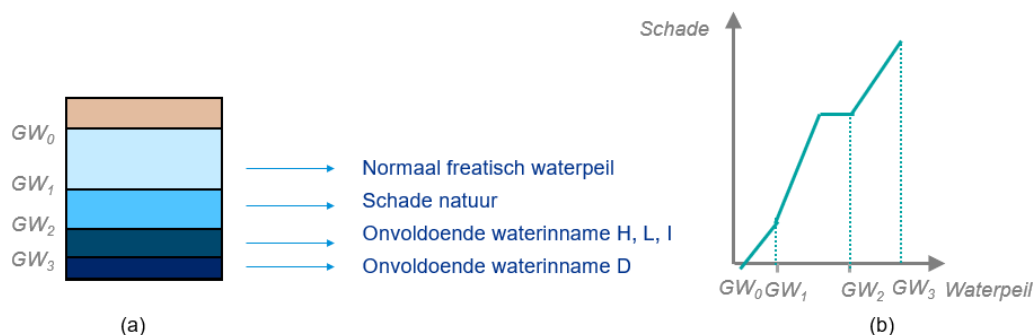 GW0
GW1
GW2
GW3
Normaal freatisch waterpeil
Schade natuur
Onvoldoende waterinname H, L, I
Onvoldoende waterinname D
(a)
Schade
GW0 GW1 GW2 GW3 Waterpeil
(b)